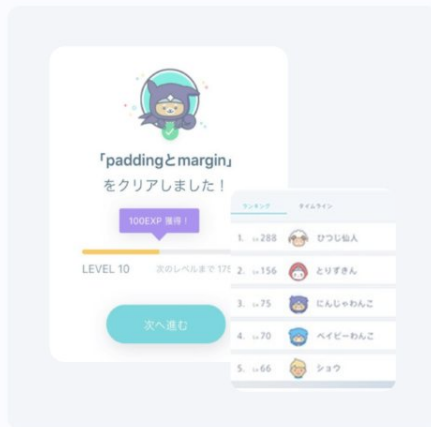 「paddingとmargin」
をクリアしました！
100EXP 獲得！
LEVEL 10 次のレベルまで 175
次へ進む
ランキング タイムライン
1. Lv 288 ひつじ仙人
2. Lv 156 とりずきん
3. Lv 75 にんじゃわんこ
4. Lv 70 ベイビーわんこ
5. Lv 66 ショウ